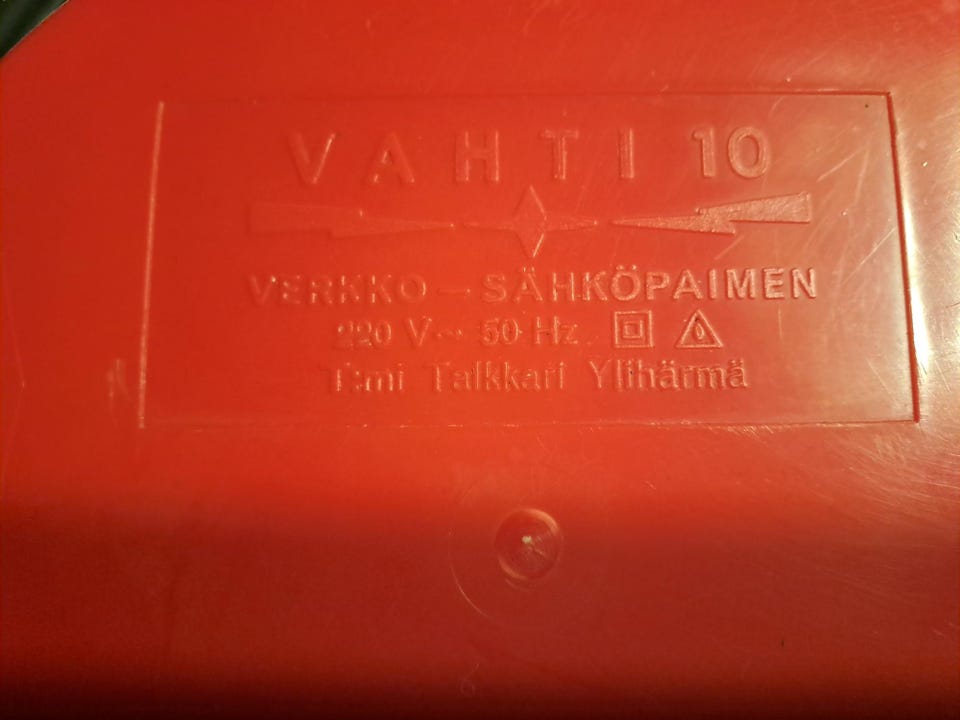 VAHTI 10
VERKKO – SÄHKÖPAIMEN
220 V~ 50 Hz
T:mi Talkkari Ylihärmä